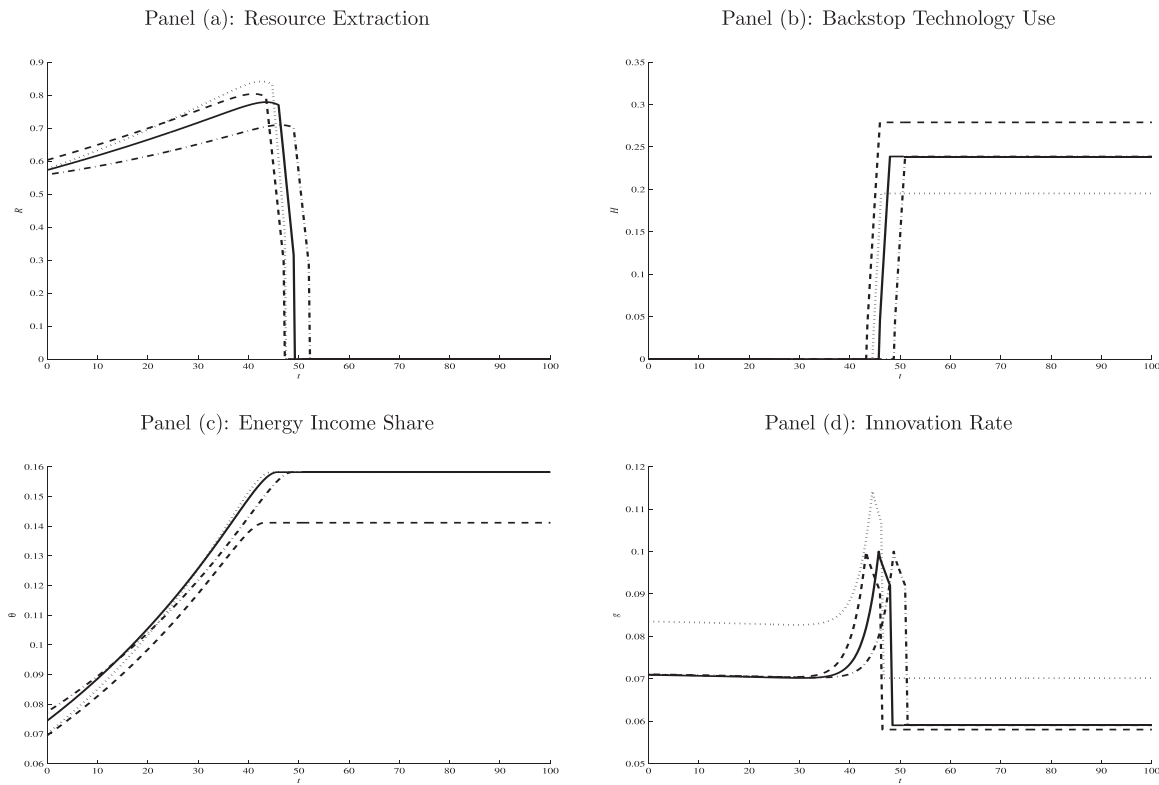 Panel (a): Resource Extraction
Panel (b): Backstop Technology Use
0.9
0.8
0.7
0.6
0.5
0.4
0.3
0.2
0.1
0
R
0 10 20 30 40 50 60 70 80 90 100
t
0.35
0.3
0.25
0.2
0.15
0.1
0.05
0
H
0 10 20 30 40 50 60 70 80 90 100
t
Panel (c): Energy Income Share
Panel (d): Innovation Rate
0.16
0.15
0.14
0.13
0.12
0.11
0.1
0.09
0.08
0.07
0.06
θ
0 10 20 30 40 50 60 70 80 90 100
t
0.12
0.11
0.1
0.09
0.08
0.07
0.06
0.05
g
0 10 20 30 40 50 60 70 80 90 100
t